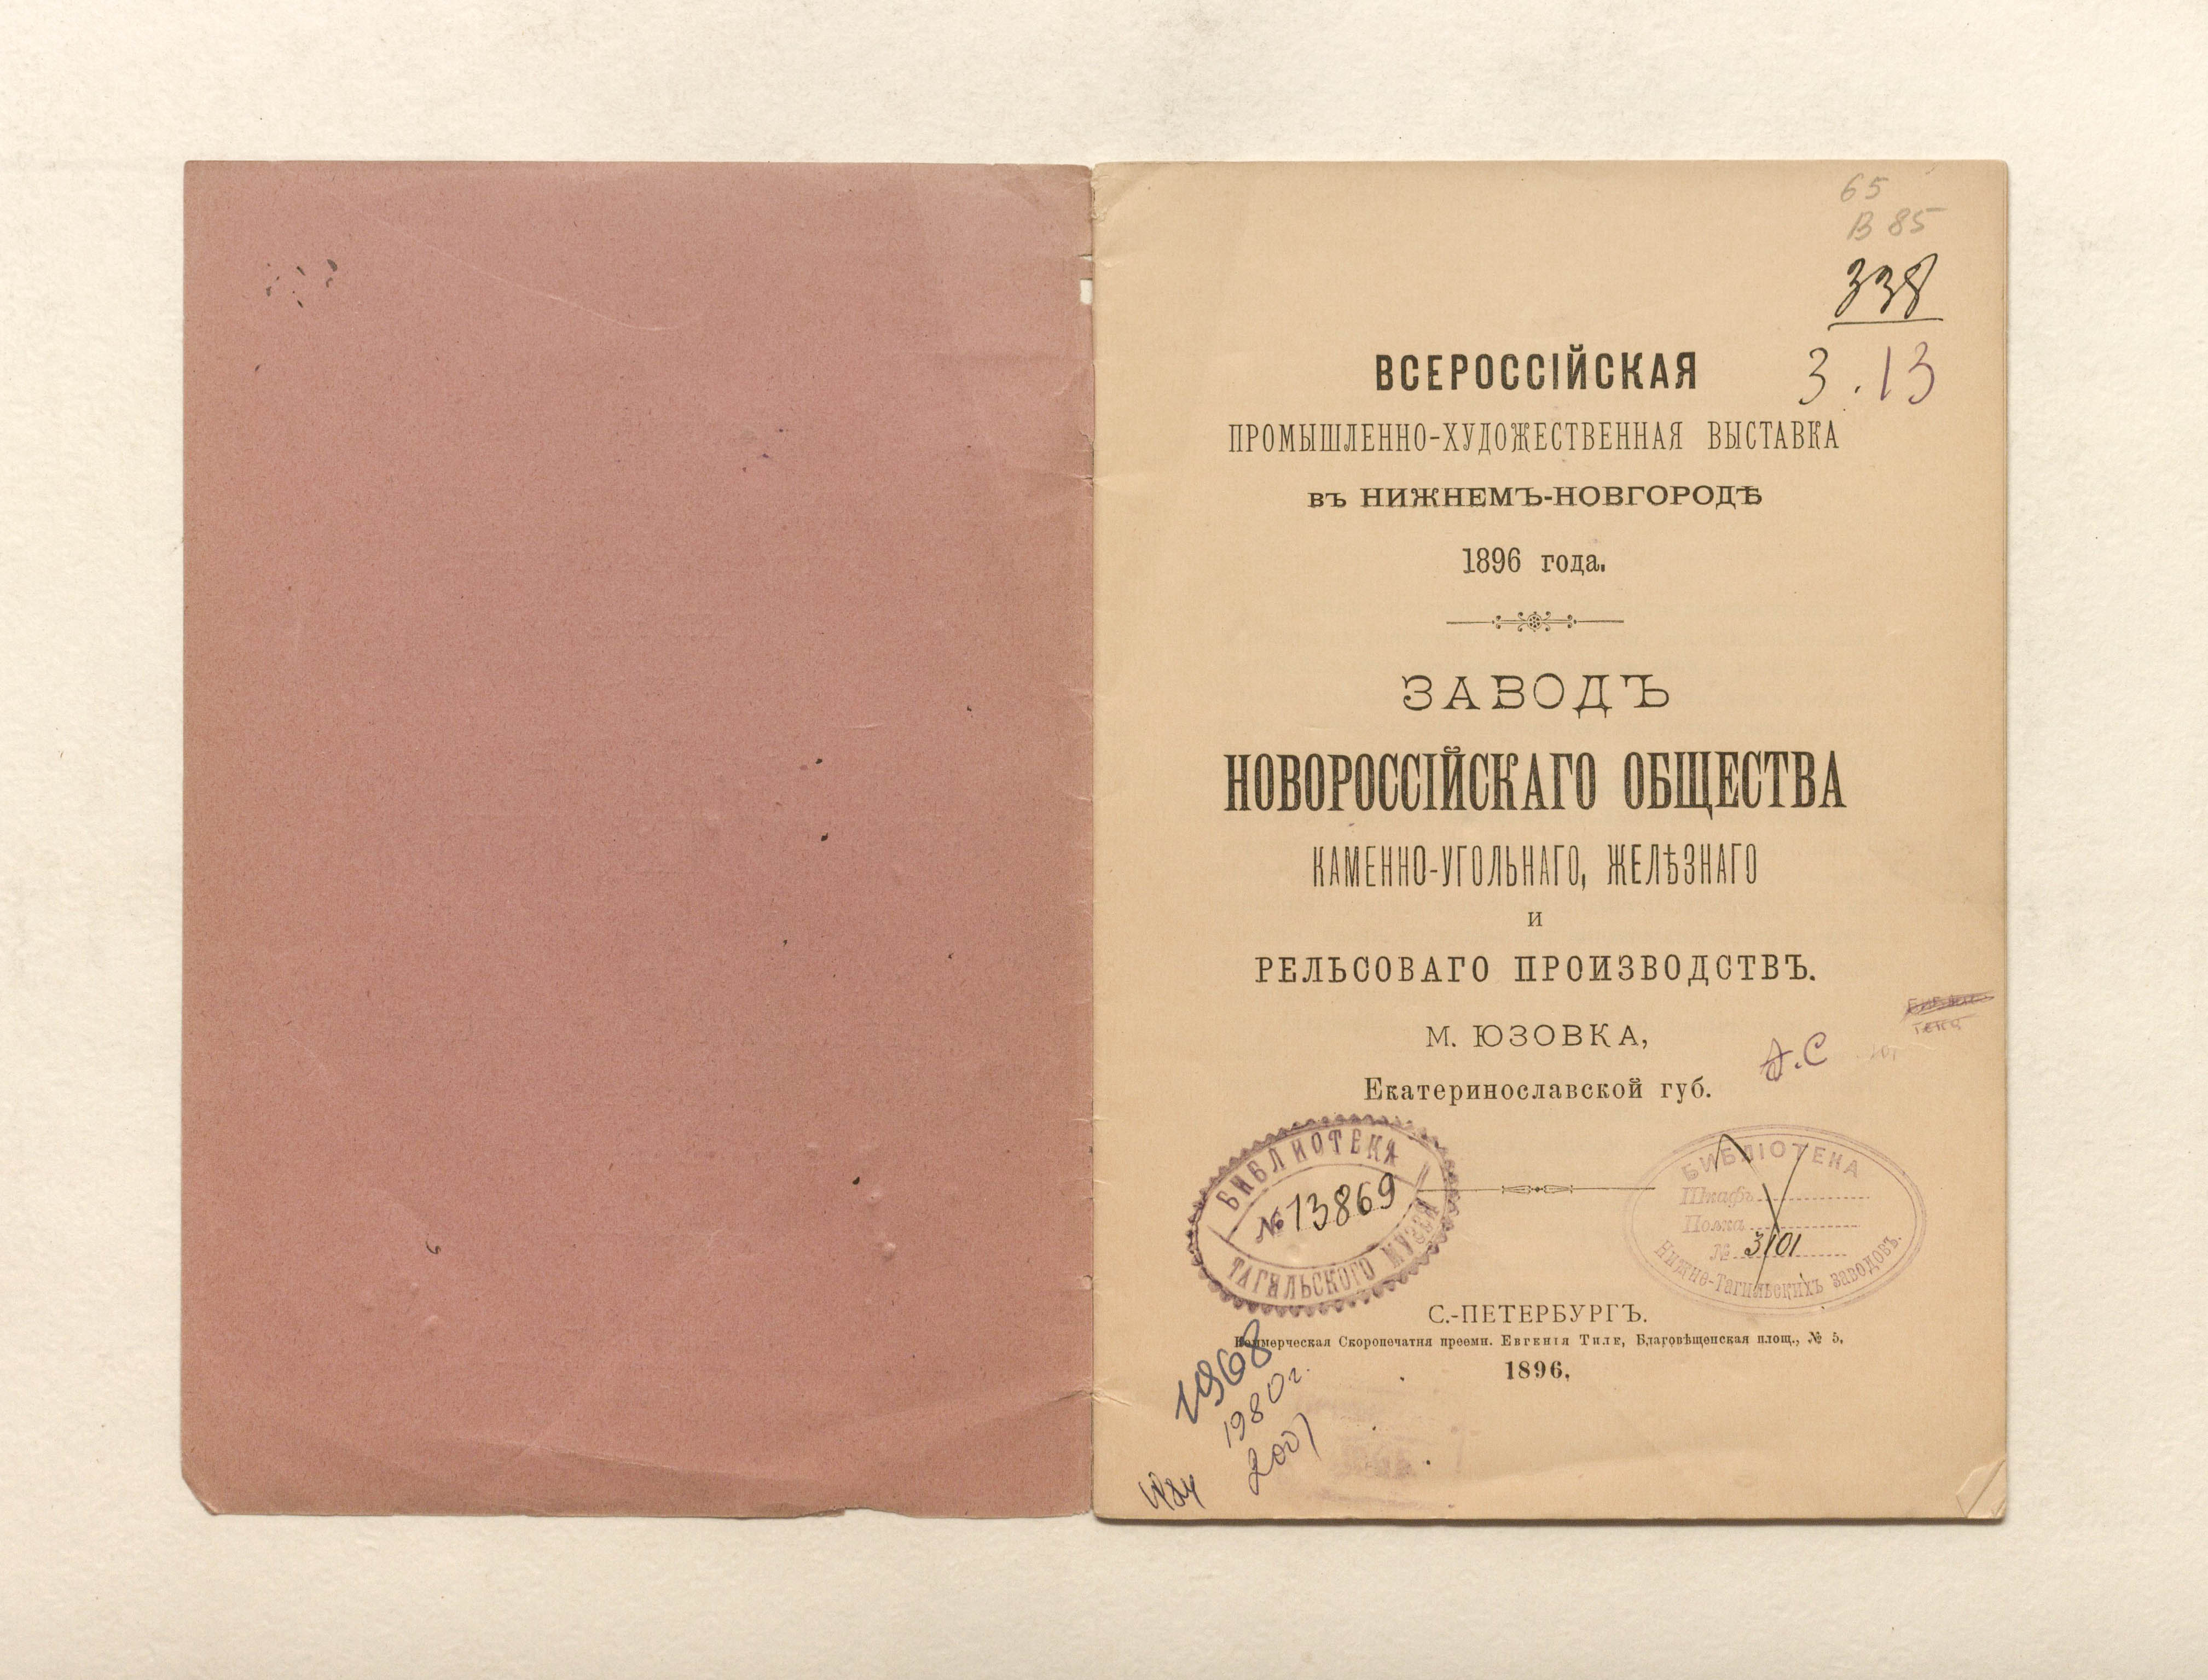 65
В 85
338
3.13
ВСЕРОССІЙСКАЯ
ПРОМЫШЛЕННО-ХУДОЖЕСТВЕННАЯ ВЫСТАВКА
въ НИЖНЕМЪ-НОВГОРОДѢ
1896 года.
ЗАВОДЪ
НОВОРОССІЙСКАГО ОБЩЕСТВА
КАМЕННО-УГОЛЬНАГО, ЖЕЛѢЗНАГО
И
РЕЛЬСОВАГО ПРОИЗВОДСТВЪ.
М. ЮЗОВКА,
Екатеринославской губ.
БИБЛИОТЕКА
№ 13869
ТАГИЛЬСКОГО МУЗЕЯ
БИБЛІОТЕКА
Шкафъ
Полка
№ 3101
Нижне-Тагильскихъ заводовъ.
С.-ПЕТЕРБУРГЪ.
Коммерческая Скоропечатня преемн. Евгенія Тиле, Благовѣщенская площ., № 5.
1896.
1968
1980г.
2001